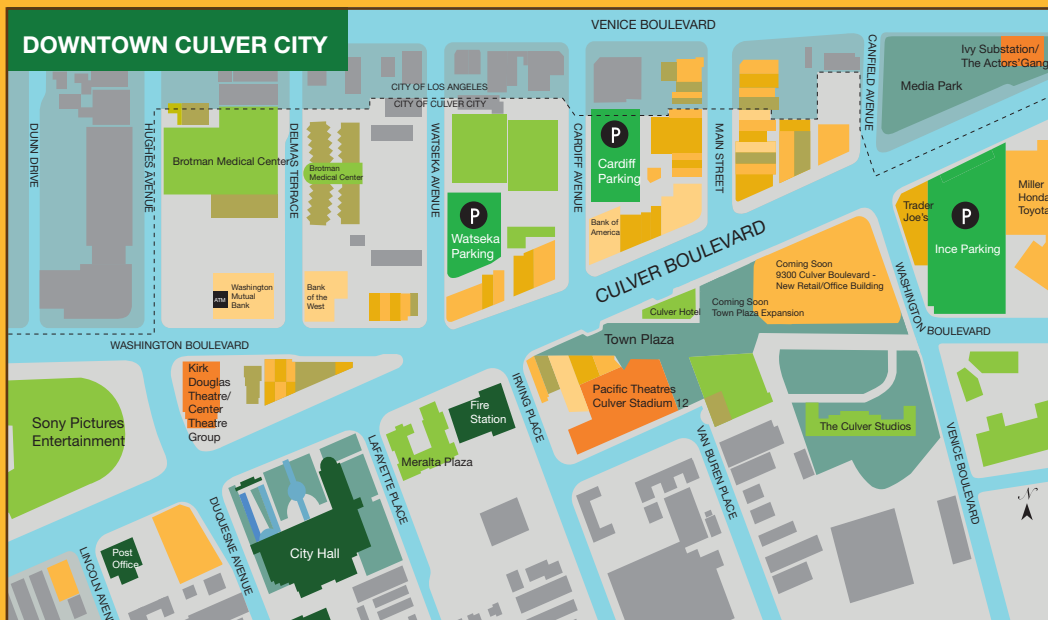 DOWNTOWN CULVER CITY
VENICE BOULEVARD
CANFIELD AVENUE
Ivy Substation/
The Actors'Gang
Media Park
CITY OF LOS ANGELES
CITY OF CULVER CITY
DUNN DRIVE
HUGHES AVENUE
DELMAS TERRACE
WATSEKA AVENUE
CARDIFF AVENUE
MAIN STREET
Brotman Medical Center
Brotman
Medical Center
P
Cardiff
Parking
P
Watseka
Parking
Bank of
America
Trader
Joe's
P
Ince Parking
Miller
Honda
Toyota
CULVER BOULEVARD
ATM
Washington
Mutual
Bank
Bank
of the
West
Coming Soon
9300 Culver Boulevard -
New Retail/Office Building
Coming Soon
Town Plaza Expansion
Culver Hotel
Town Plaza
WASHINGTON
BOULEVARD
WASHINGTON BOULEVARD
Kirk
Douglas
Theatre/
Center
Theatre
Group
Sony Pictures
Entertainment
IRVING PLACE
Pacific Theatres
Culver Stadium 12
Fire
Station
Meralta Plaza
LAFAYETTE PLACE
VAN BUREN PLACE
The Culver Studios
VENICE BOULEVARD
N
DUQUESNE AVENUE
City Hall
Post
Office
LINCOLN AVEN